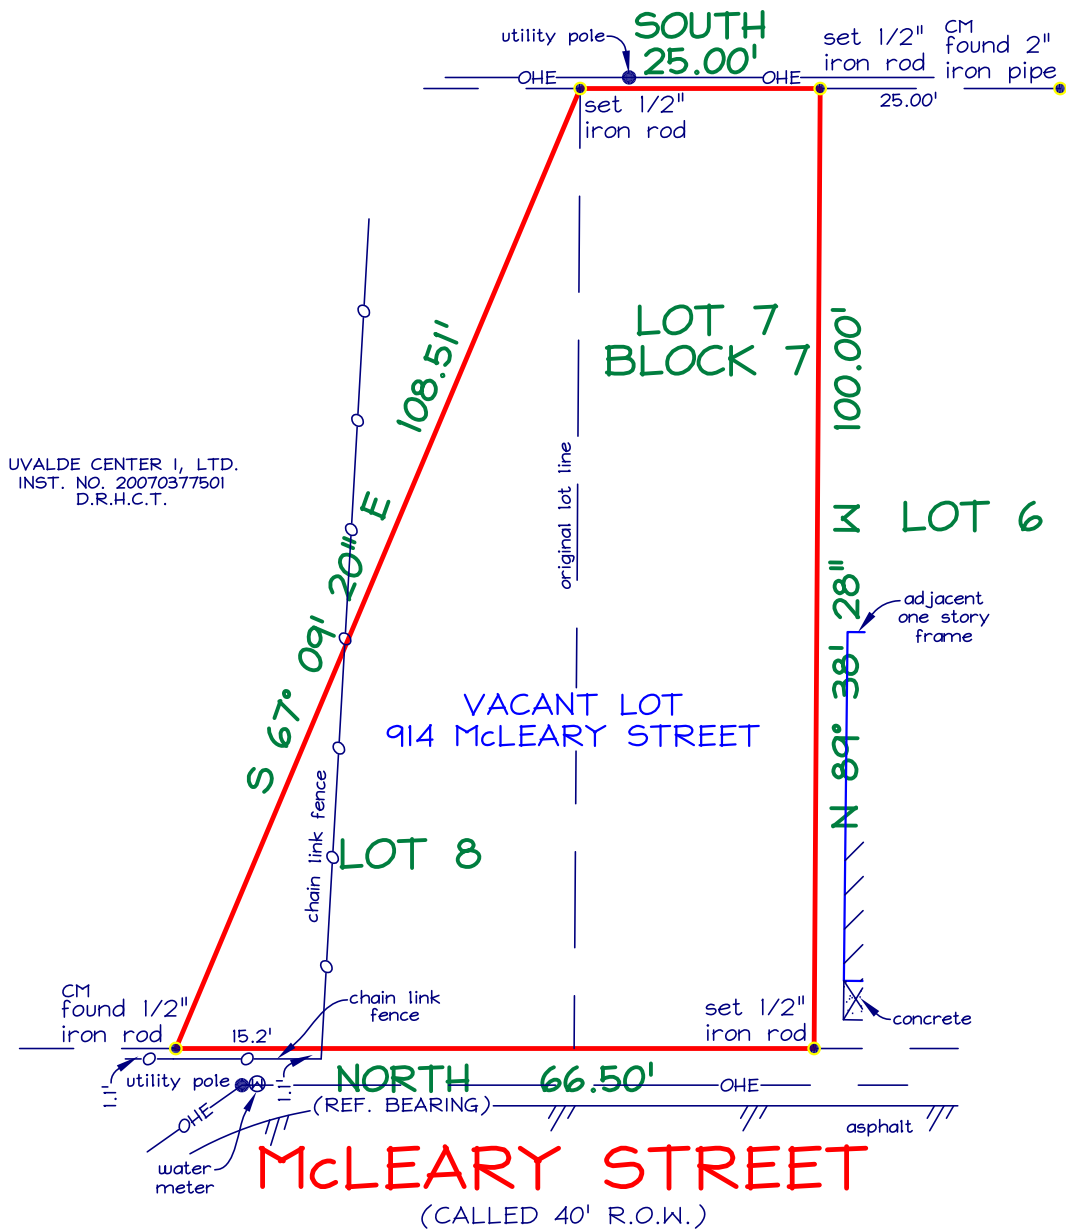 SOUTH
25.00'
utility pole
set 1/2"
iron rod
CM
found 2"
iron pipe
OHE
OHE
25.00'
set 1/2"
iron rod
LOT 7
BLOCK 7
108.51'
S 67° 09' 20" E
100.00'
N 89° 38' 28" W
original lot line
UVALDE CENTER I, LTD.
INST. NO. 20070377501
D.R.H.C.T.
LOT 6
adjacent
one story
frame
VACANT LOT
914 McLEARY STREET
chain link fence
LOT 8
CM
found 1/2"
iron rod
15.2'
chain link
fence
set 1/2"
iron rod
concrete
1.1'
utility pole
W
1.1'
NORTH 66.50'
OHE
(REF. BEARING)
OHE
asphalt
water
meter
McLEARY STREET
(CALLED 40' R.O.W.)